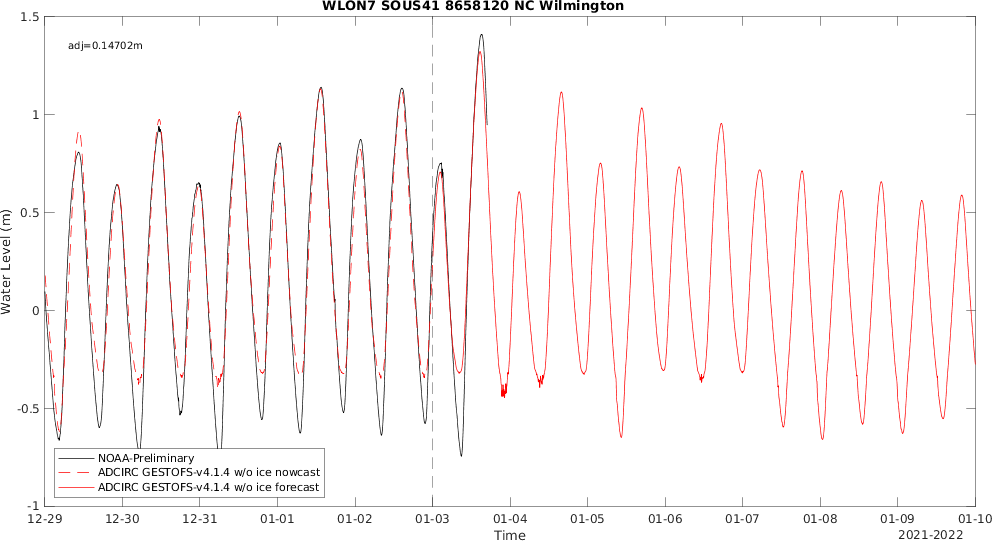 WLON7 SOUS41 8658120 NC Wilmington
adj=0.14702m
1.5
1
0.5
0
-0.5
-1
Water Level (m)
NOAA-Preliminary
ADCIRC GESTOFS-v4.1.4 w/o ice nowcast
ADCIRC GESTOFS-v4.1.4 w/o ice forecast
12-29 12-30 12-31 01-01 01-02 01-03 01-04 01-05 01-06 01-07 01-08 01-09 01-10
Time
2021-2022